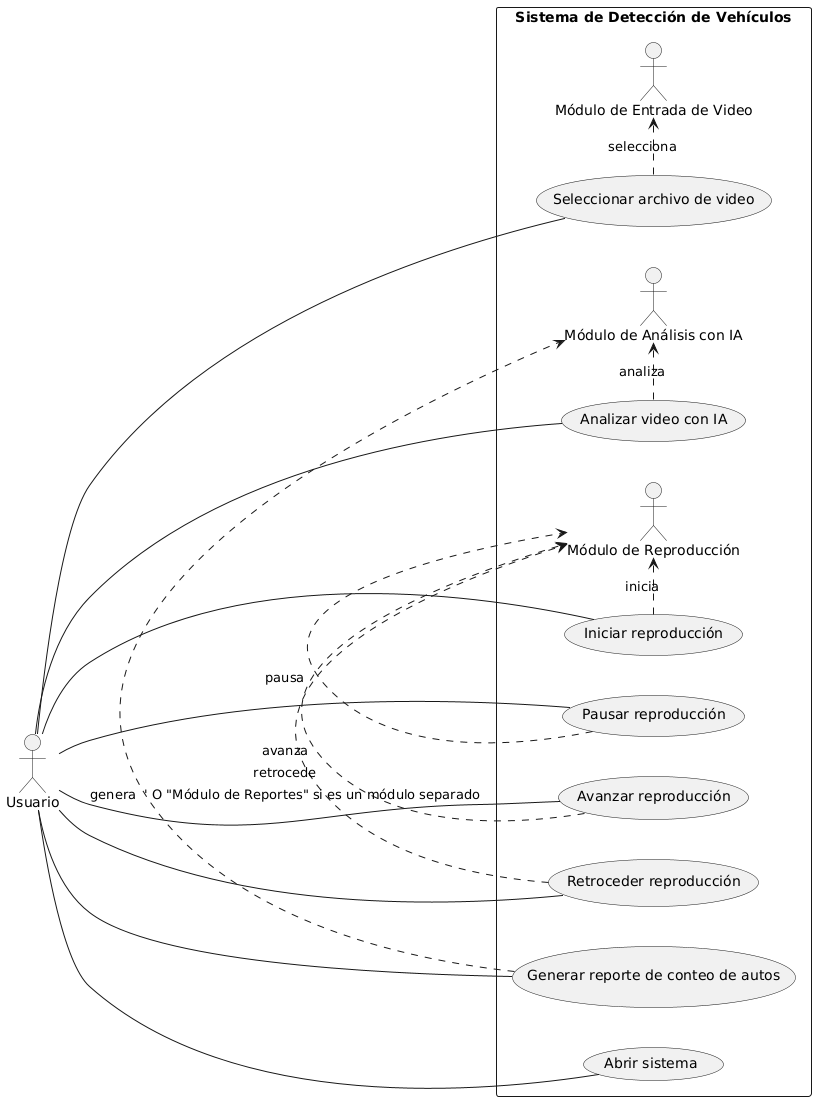 Sistema de Detección de Vehículos
Módulo de Entrada de Video
selecciona
Seleccionar archivo de video
Módulo de Análisis con IA
analiza
Analizar video con IA
Módulo de Reproducción
inicia
Iniciar reproducción
pausa
Pausar reproducción
avanza
retrocede
Usuario
genera ' O "Módulo de Reportes" si es un módulo separado
Avanzar reproducción
Retroceder reproducción
Generar reporte de conteo de autos
Abrir sistema